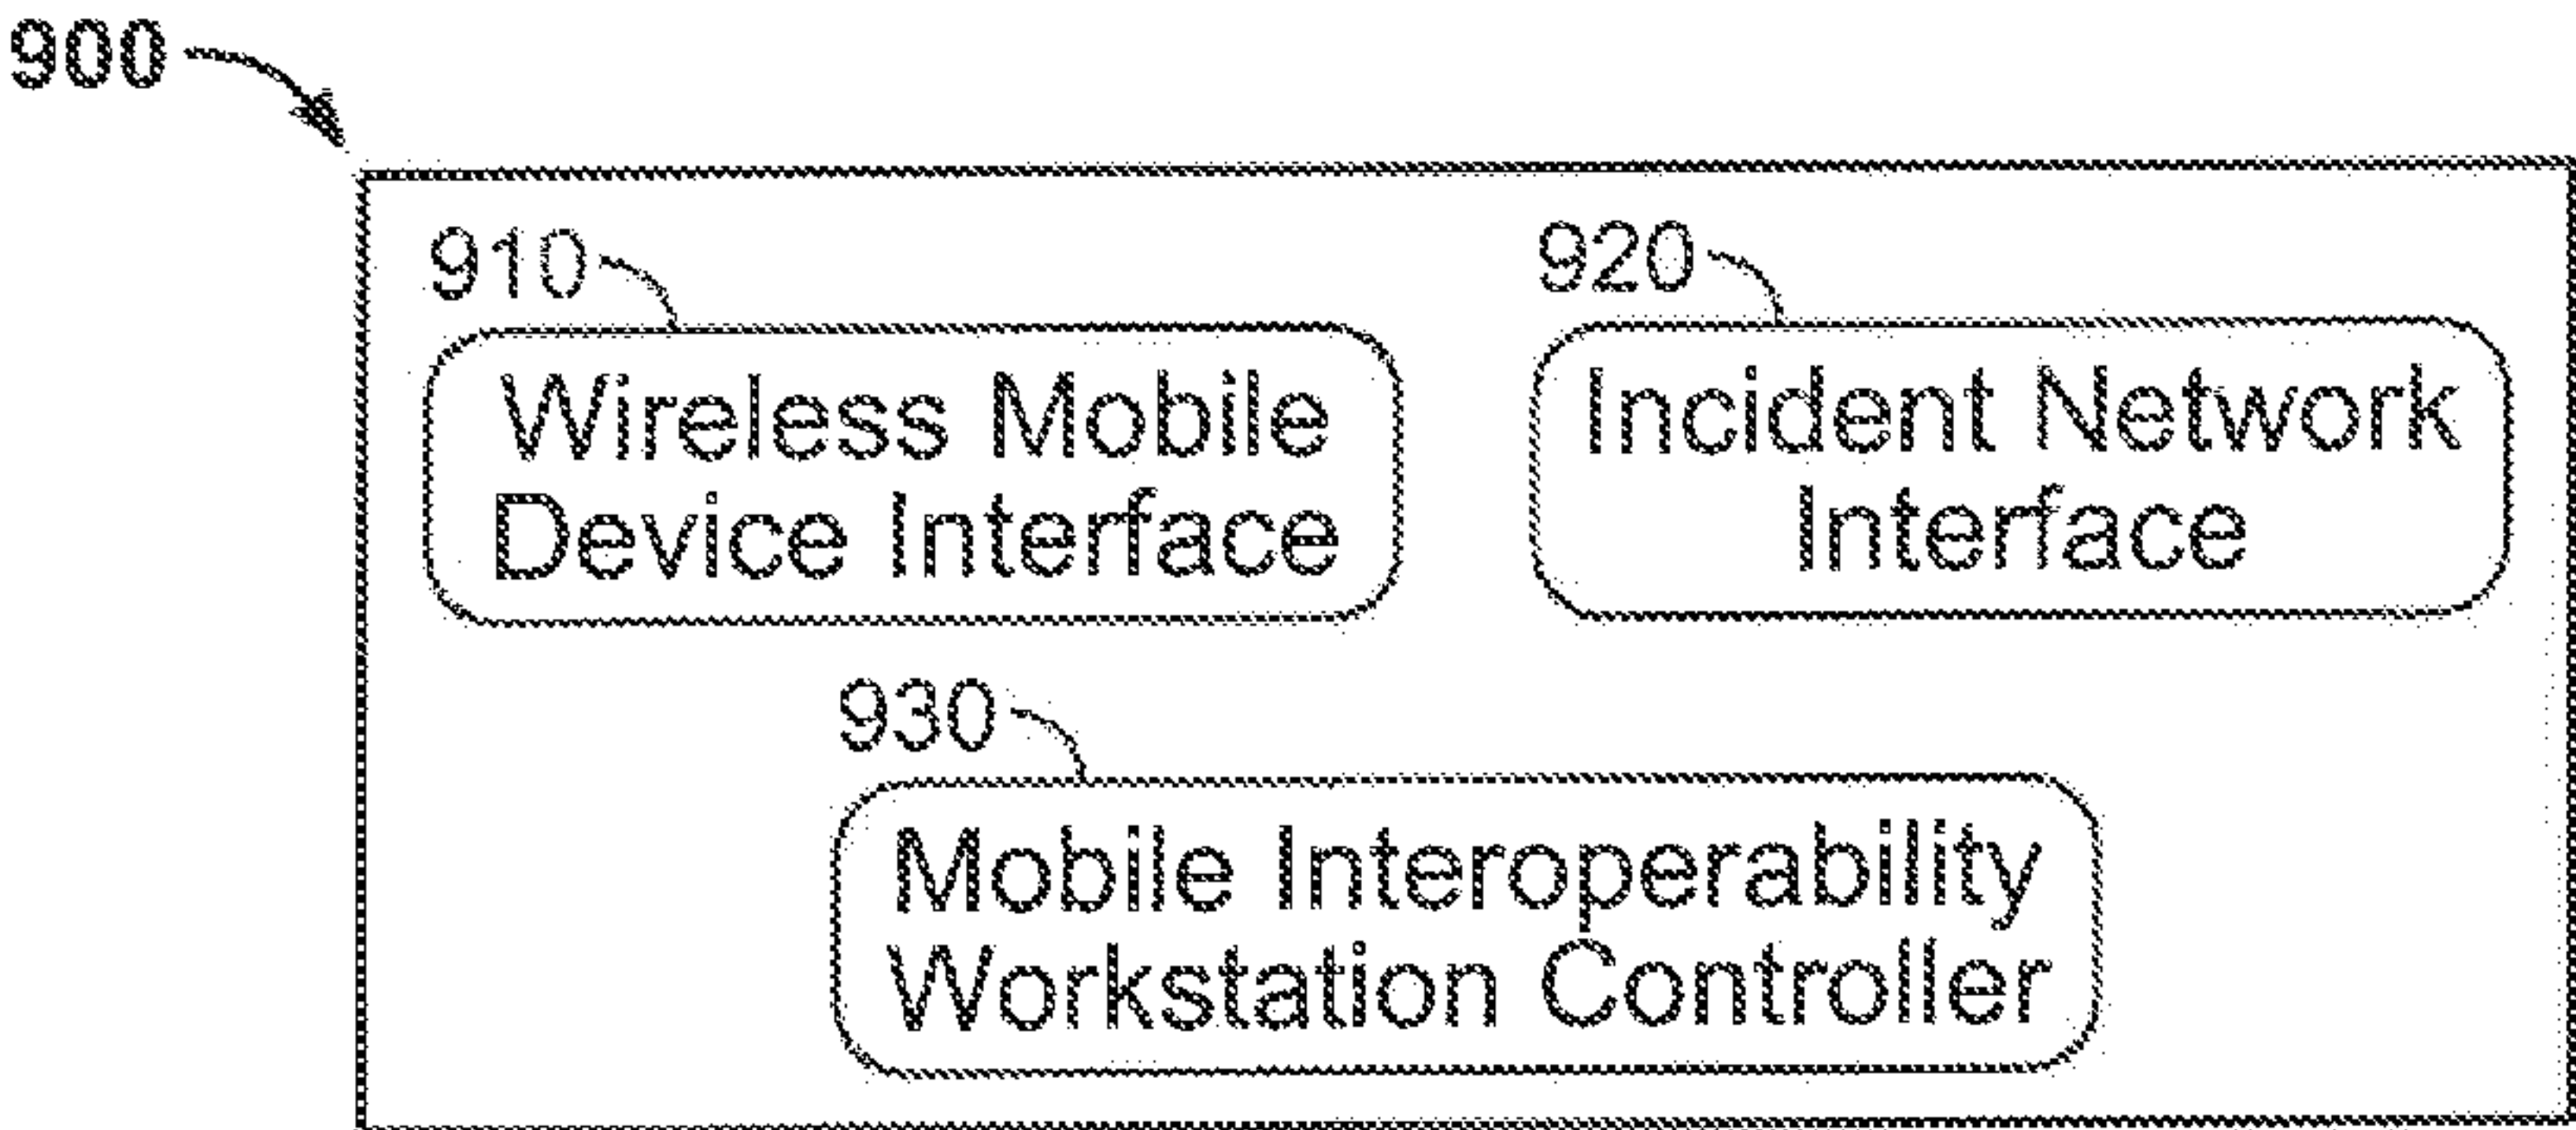 900
910
Wireless Mobile
Device Interface
920
Incident Network
Interface
930
Mobile Interoperability
Workstation Controller